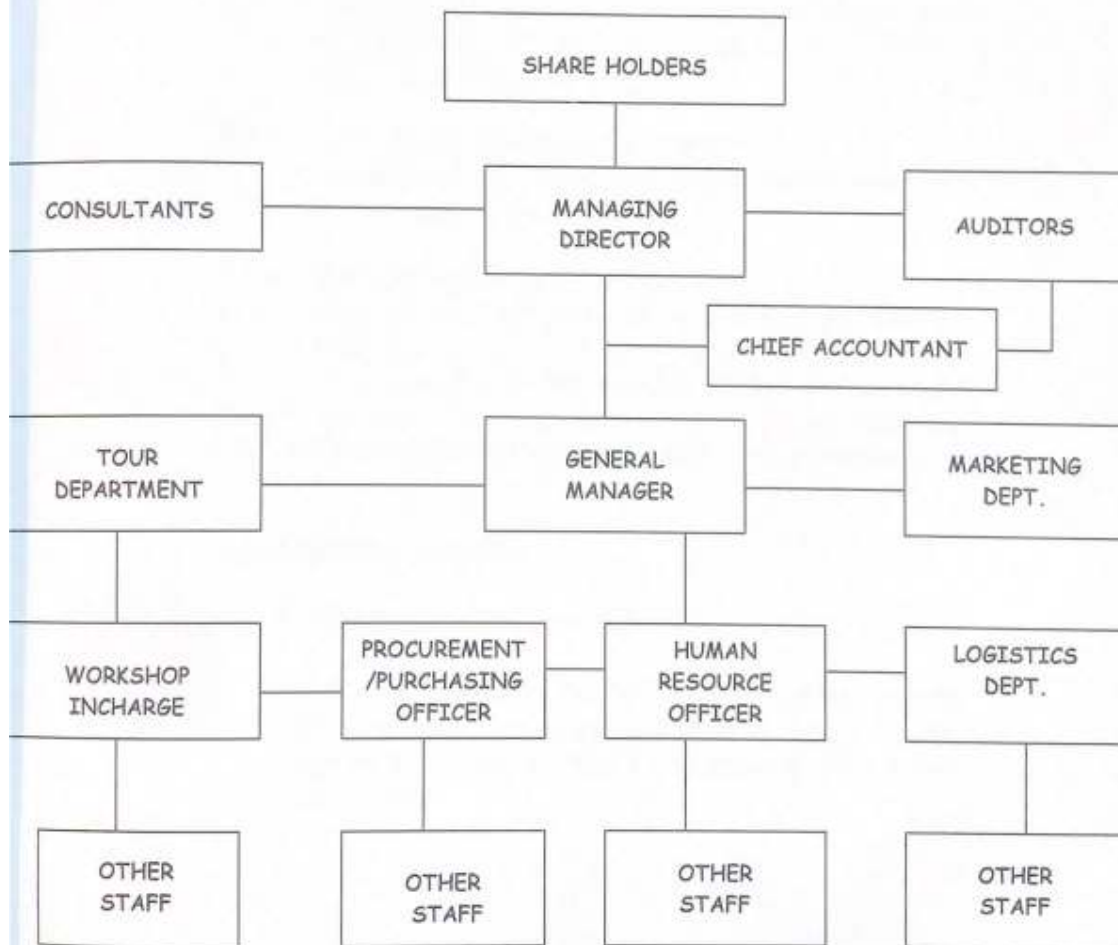 SHARE HOLDERS
CONSULTANTS
MANAGING
DIRECTOR
AUDITORS
CHIEF ACCOUNTANT
TOUR
DEPARTMENT
GENERAL
MANAGER
MARKETING
DEPT.
WORKSHOP
INCHARGE
PROCUREMENT
/PURCHASING
OFFICER
HUMAN
RESOURCE
OFFICER
LOGISTICS
DEPT.
OTHER
STAFF
OTHER
STAFF
OTHER
STAFF
OTHER
STAFF